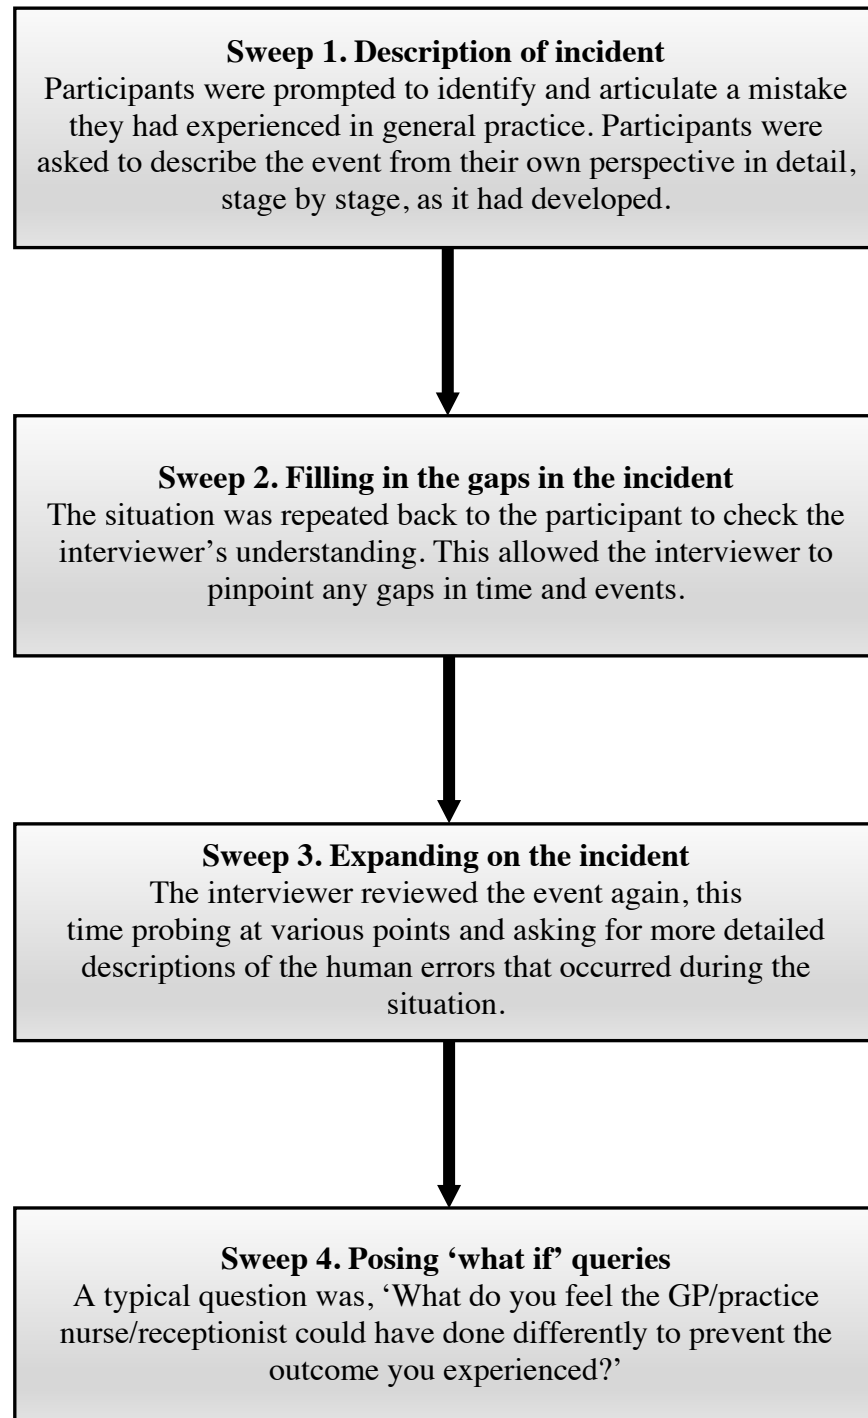 Sweep 1. Description of incident
Participants were prompted to identify and articulate a mistake
they had experienced in general practice. Participants were
asked to describe the event from their own perspective in detail,
stage by stage, as it had developed.
Sweep 2. Filling in the gaps in the incident
The situation was repeated back to the participant to check the
interviewer’s understanding. This allowed the interviewer to
pinpoint any gaps in time and events.
Sweep 3. Expanding on the incident
The interviewer reviewed the event again, this
time probing at various points and asking for more detailed
descriptions of the human errors that occurred during the
situation.
Sweep 4. Posing ‘what if’ queries
A typical question was, ‘What do you feel the GP/practice
nurse/receptionist could have done differently to prevent the
outcome you experienced?’